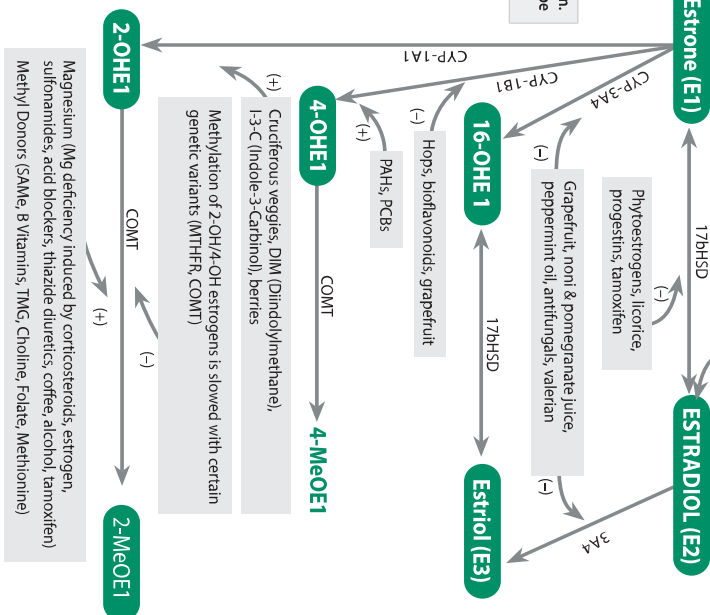 on.
be
Estrone (E1)
17bHSD
ESTRADIOL (E2)
Phytoestrogens, licorice,
progestins, tamoxifen
(-)
CYP-3A4
(-)
Grapefruit, noni & pomegranate juice,
peppermint oil, antifungals, valerian
(-)
3A4
16-OHE 1
17bHSD
Estriol (E3)
CYP-1B1
(-)
Hops, bioflavonoids, grapefruit
(+)
PAHs, PCBs
4-OHE1
COMT
4-MeOE1
CYP-1A1
(+)
Cruciferous veggies, DIM (Diindolylmethane),
I-3-C (Indole-3-Carbinol), berries
Methylation of 2-OH/4-OH estrogens is slowed with certain
genetic variants (MTHFR, COMT)
(-)
2-OHE1
COMT
2-MeOE1
(+)
Magnesium (Mg deficiency induced by corticosteroids, estrogen,
sulfonamides, acid blockers, thiazide diuretics, coffee, alcohol, tamoxifen)
Methyl Donors (SAMe, B Vitamins, TMG, Choline, Folate, Methionine)